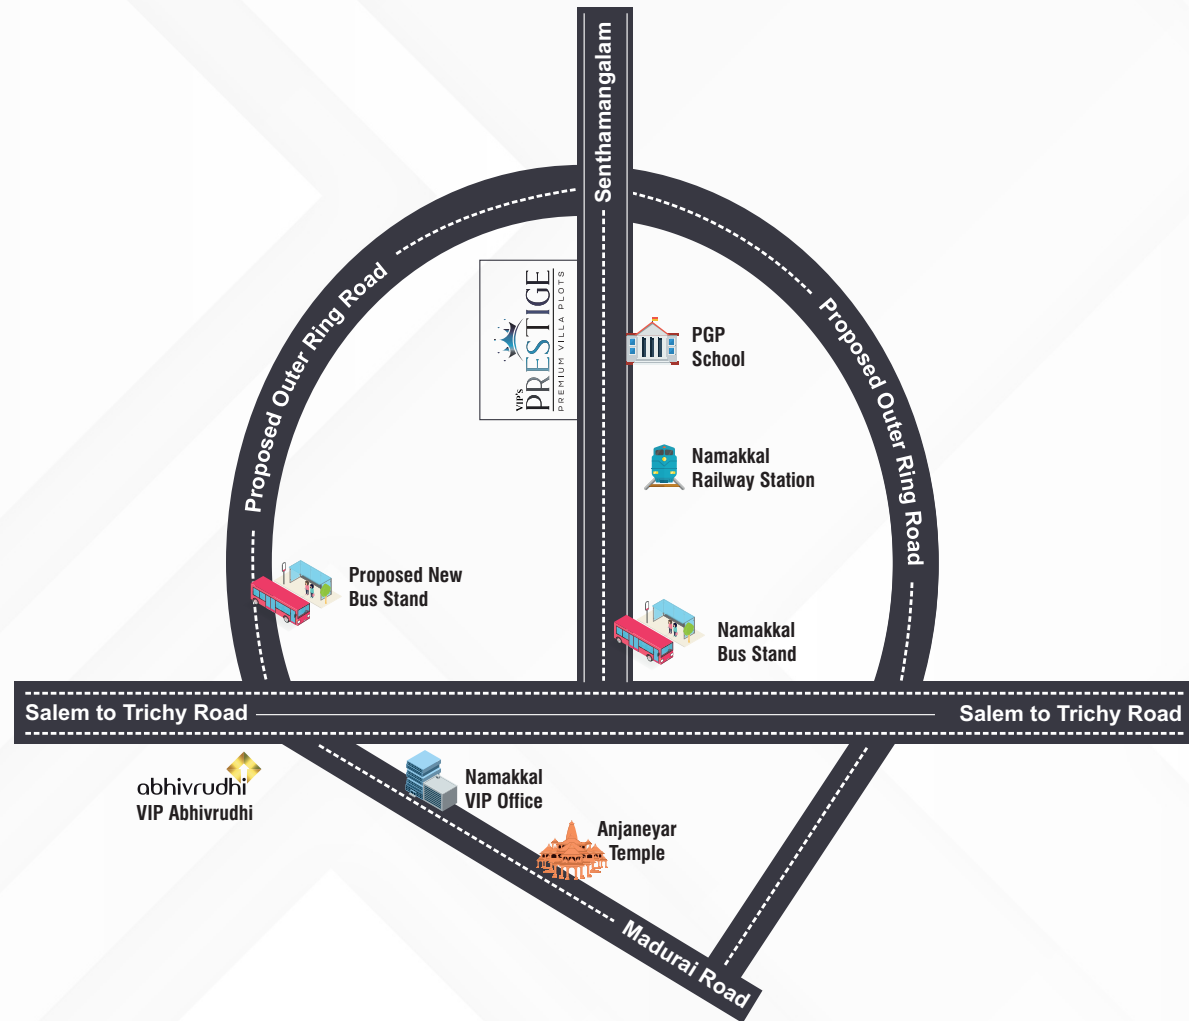 Senthamangalam
Proposed Outer Ring Road
Proposed Outer Ring Road
VIP'S
PRESTIGE
PREMIUM VILLA PLOTS
PGP
School
Namakkal
Railway Station
Proposed New
Bus Stand
Namakkal
Bus Stand
Salem to Trichy Road
Salem to Trichy Road
abhivrudhi
VIP Abhivrudhi
Namakkal
VIP Office
Anjaneyar
Temple
Madurai Road